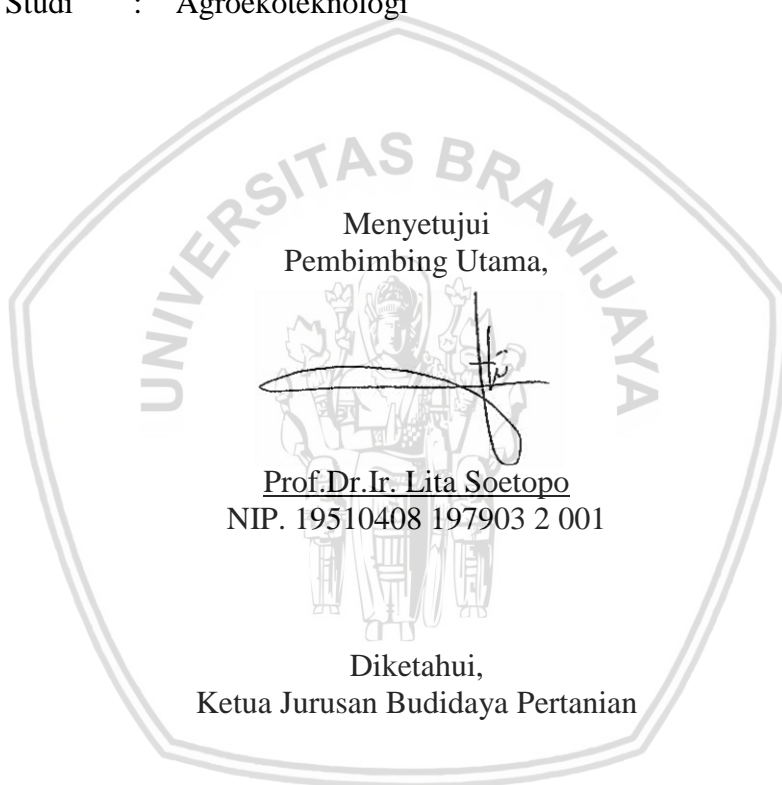 Studi : Agroekoteknologi
UNIVERSITAS BRAWIJAYA
Menyetujui
Pembimbing Utama,
Prof.Dr.Ir. Lita Soetopo
NIP. 19510408 197903 2 001
Diketahui,
Ketua Jurusan Budidaya Pertanian